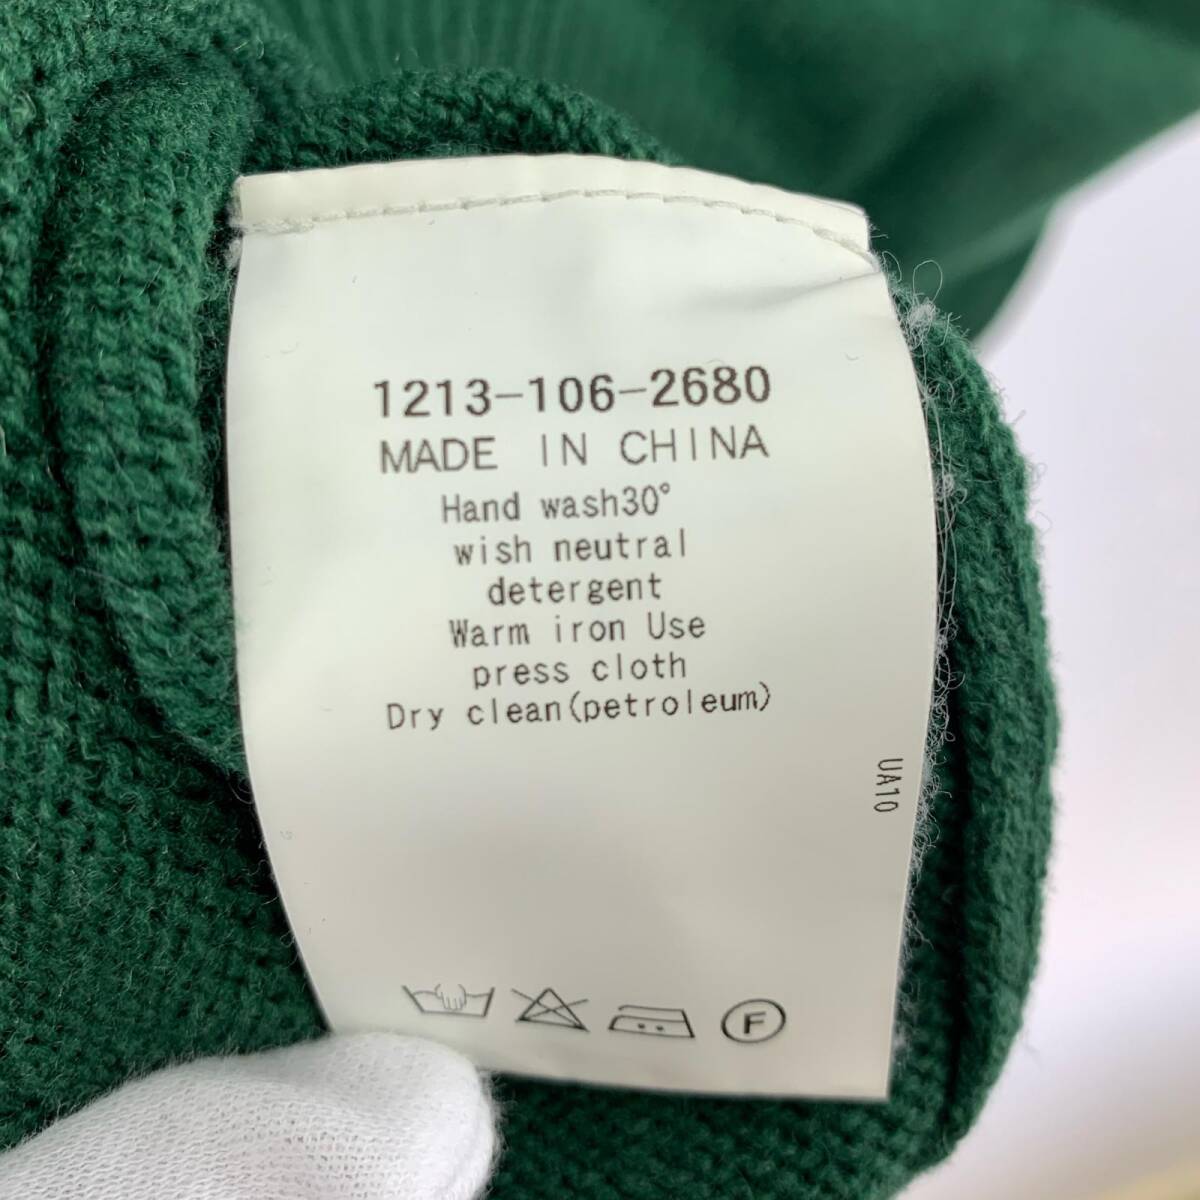 1213-106-2680
MADE IN CHINA
Hand wash30°
wish neutral
detergent
Warm iron Use
press cloth
Dry clean(petroleum)
UA10
F